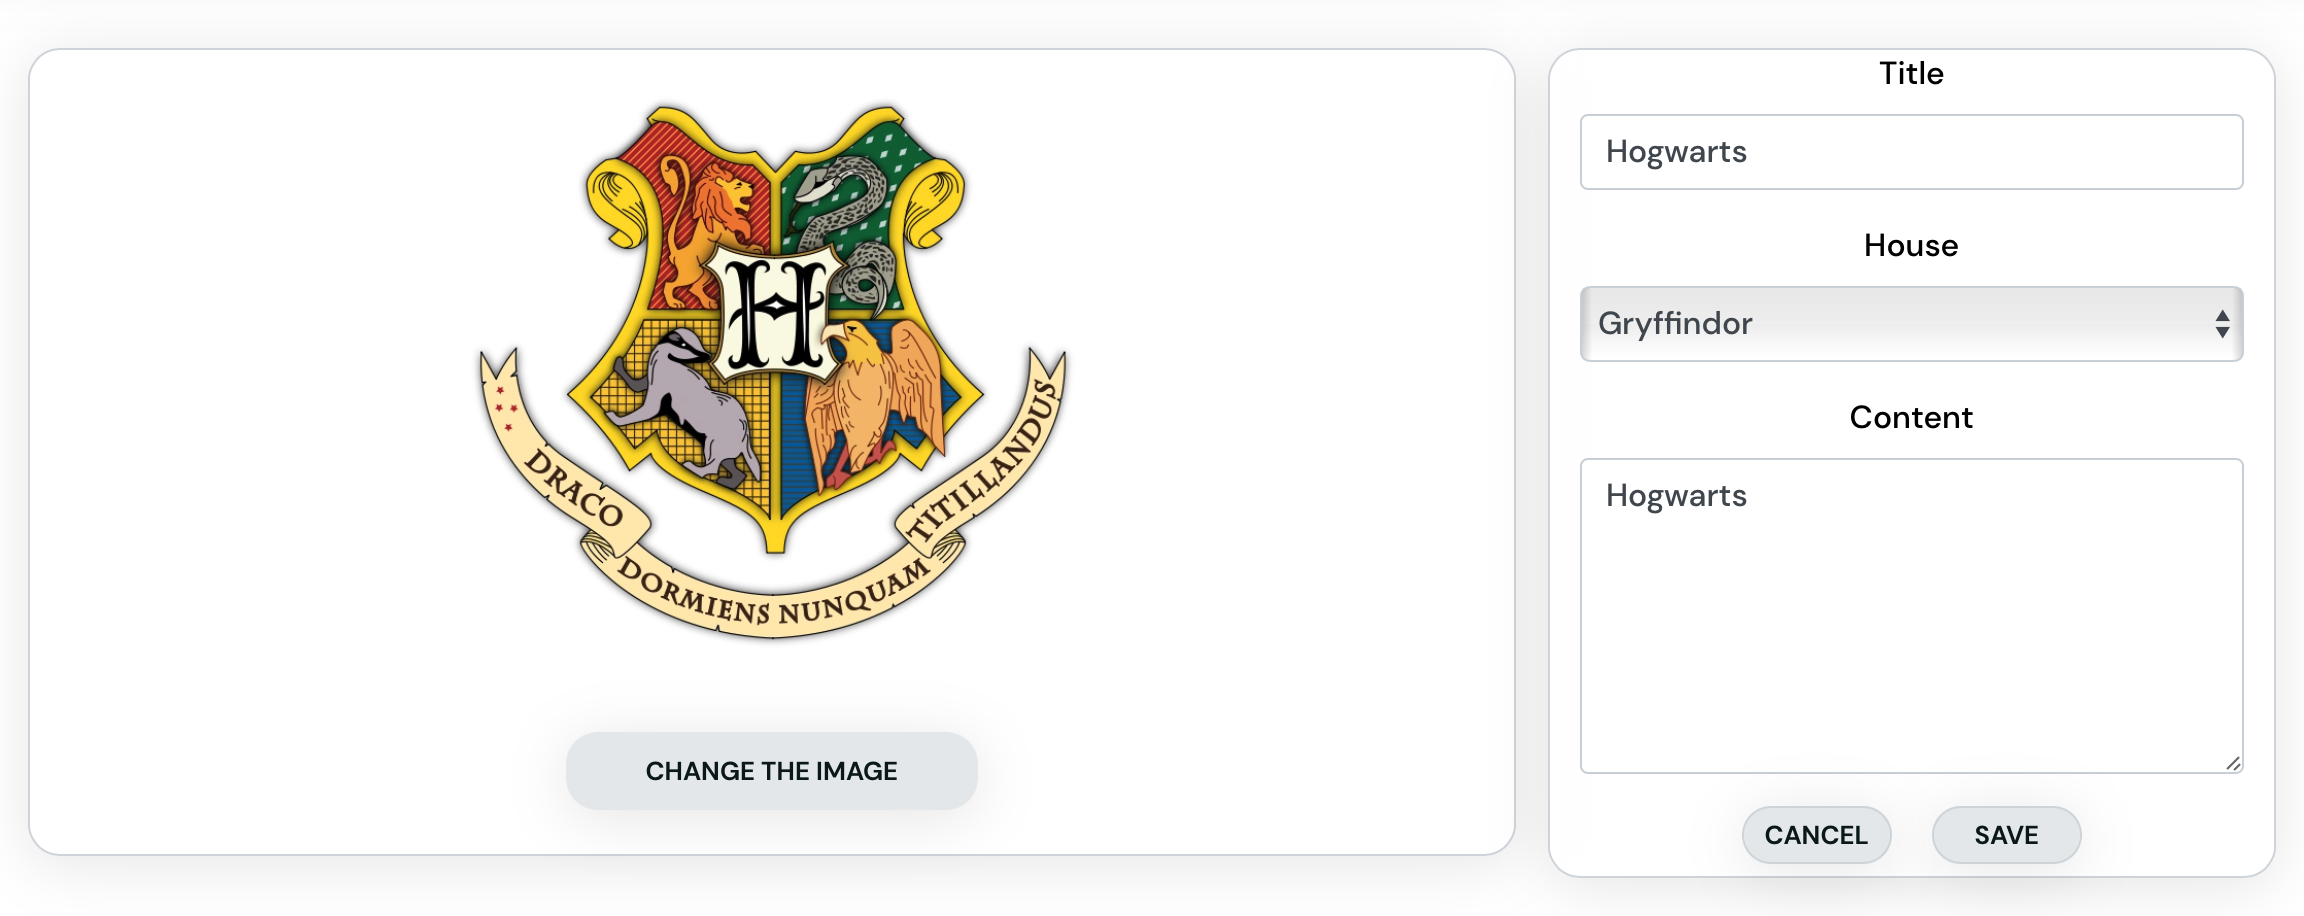 H
DRACO
DORMIENS NUNQUAM
TITILLANDUS
CHANGE THE IMAGE
Title
Hogwarts
House
Gryffindor
Content
Hogwarts
CANCEL SAVE